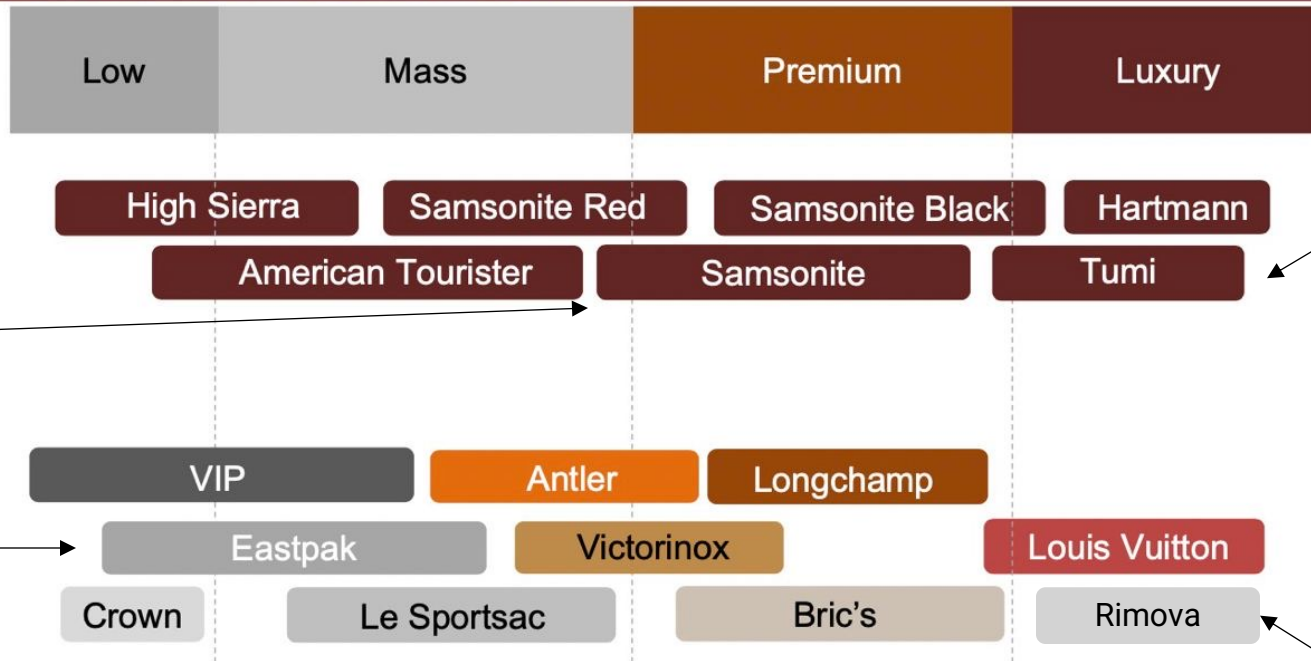 Low Mass Premium Luxury
High Sierra Samsonite Red Samsonite Black Hartmann
American Tourister Samsonite Tumi
VIP Antler Longchamp
Eastpak Victorinox Louis Vuitton
Crown Le Sportsac Bric’s Rimova